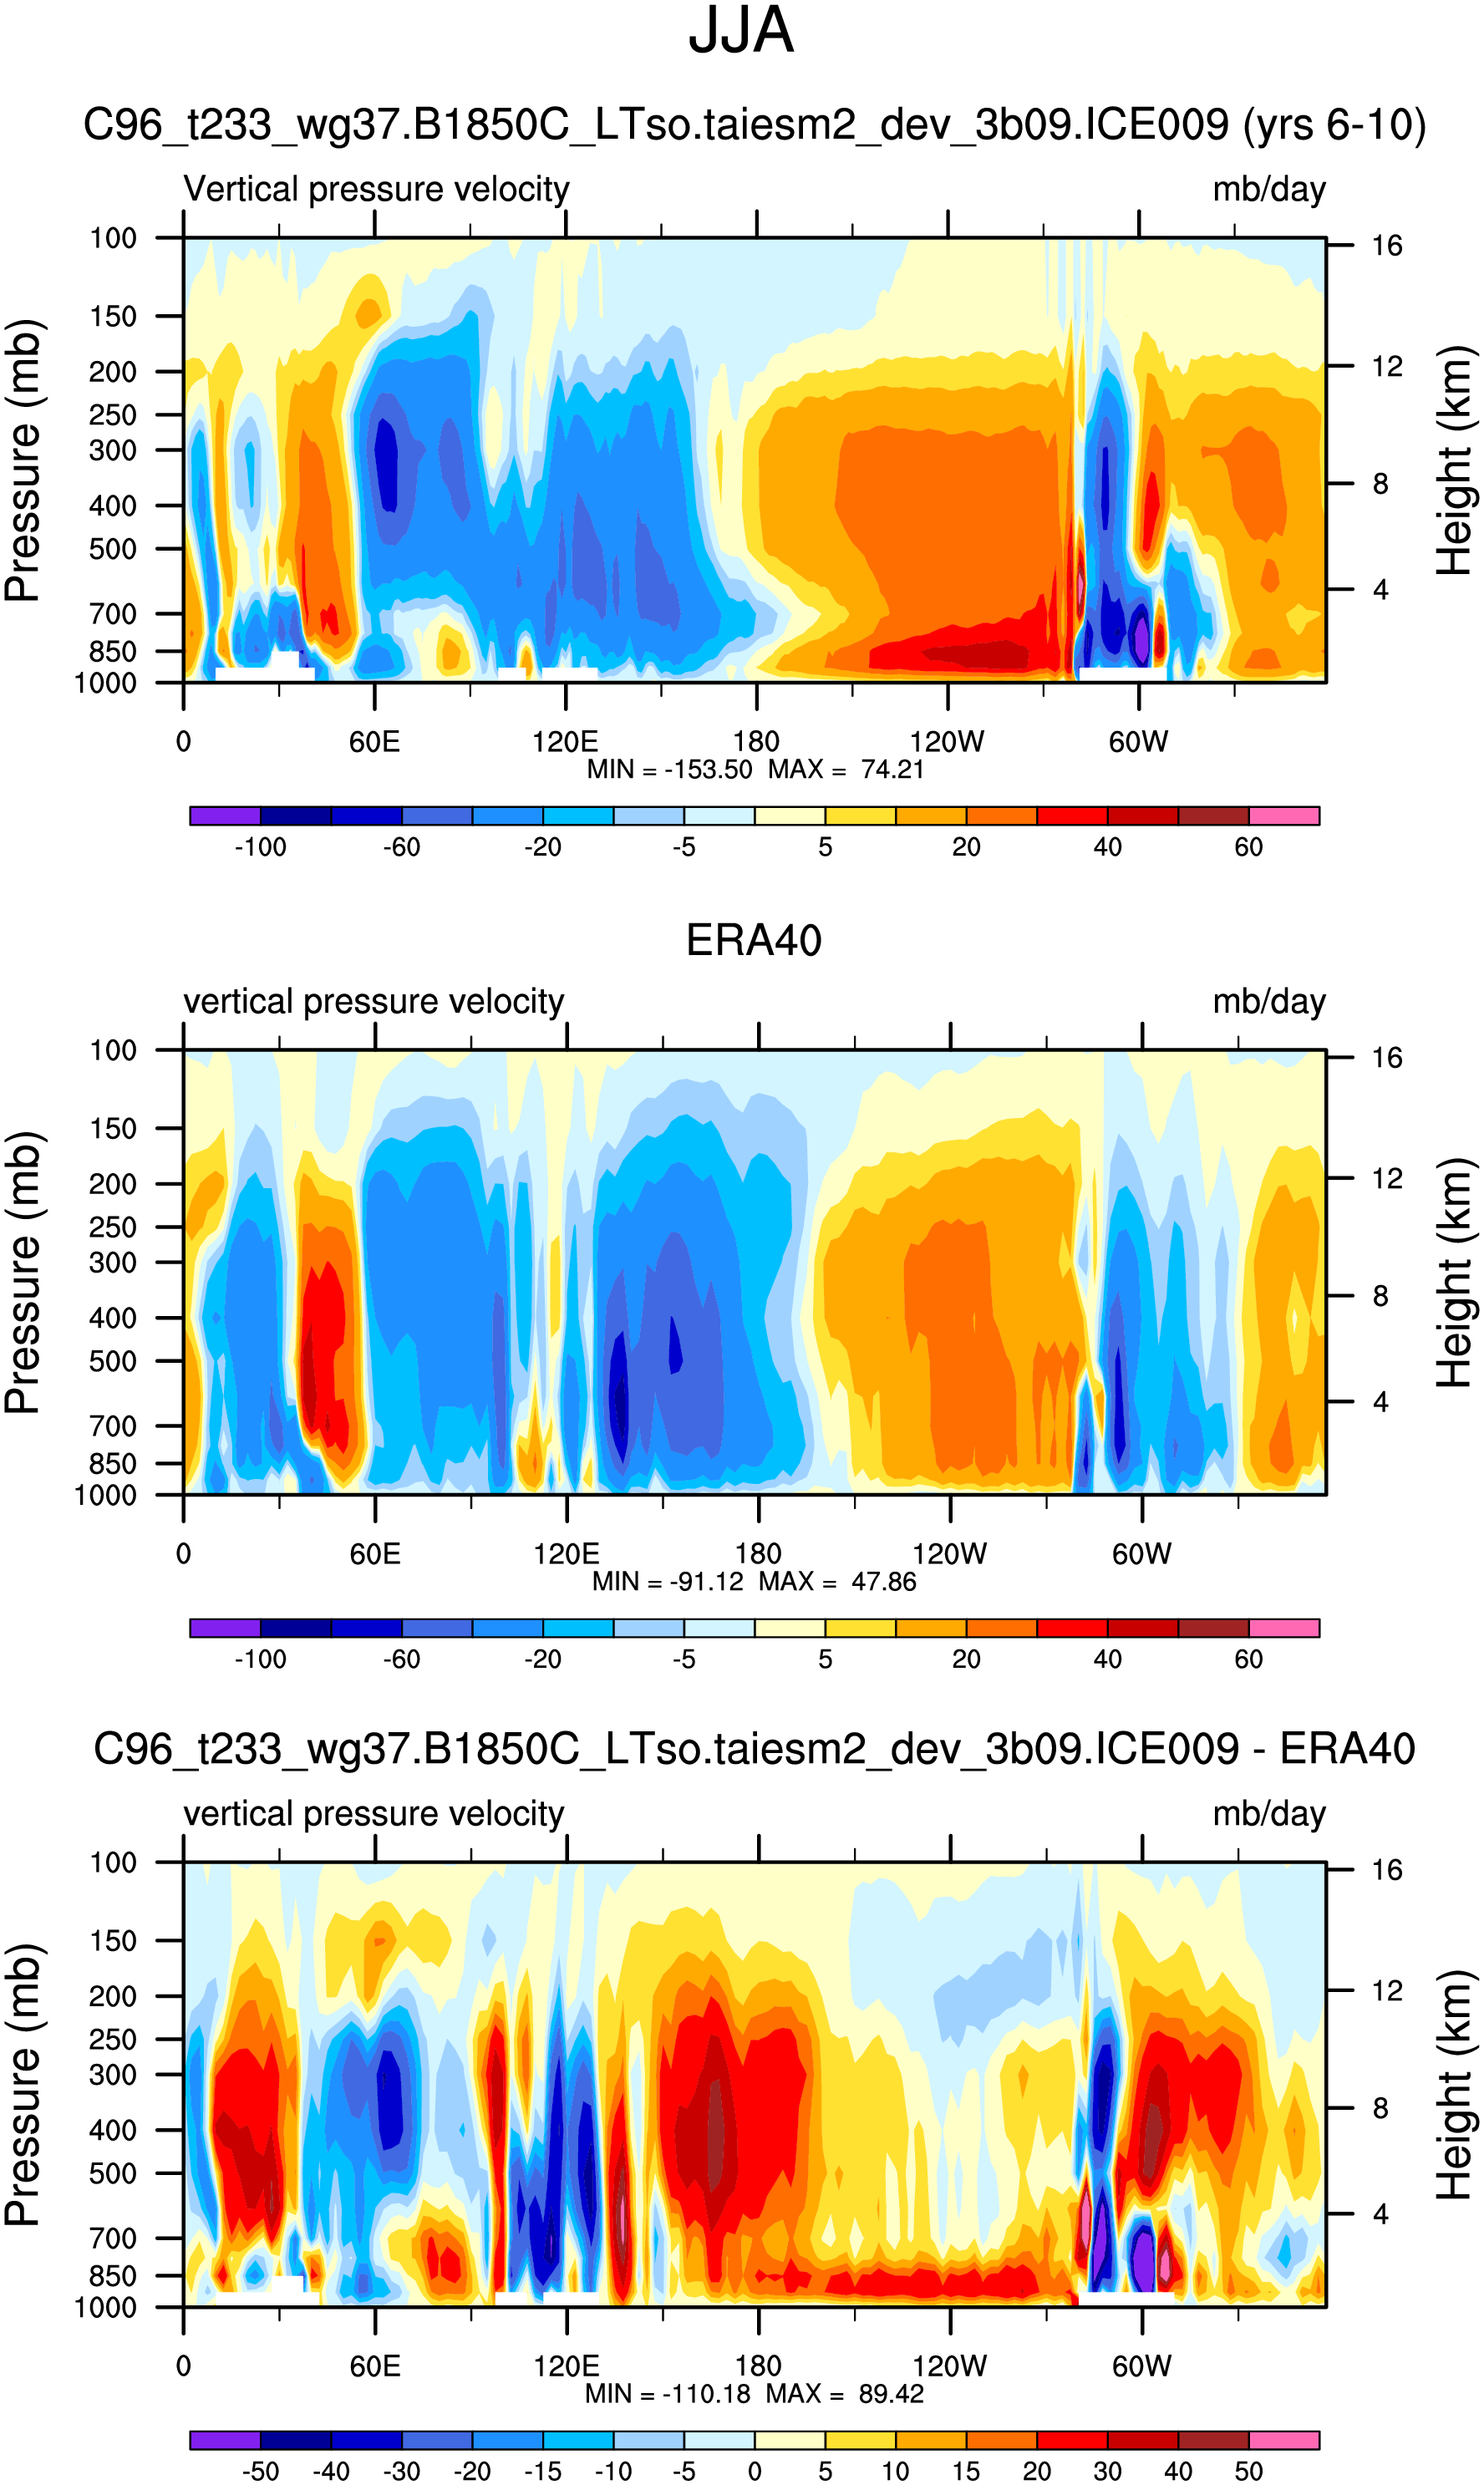 JJA
C96_t233_wg37.B1850C_LTso.taiesm2_dev_3b09.ICE009 (yrs 6-10)
Vertical pressure velocity mb/day
Pressure (mb)
100
150
200
250
300
400
500
700
850
1000
16
12
8
4
Height (km)
0 60E 120E 180 120W 60W
MIN = -153.50 MAX = 74.21
-100 -60 -20 -5 5 20 40 60
ERA40
vertical pressure velocity mb/day
Pressure (mb)
100
150
200
250
300
400
500
700
850
1000
16
12
8
4
Height (km)
0 60E 120E 180 120W 60W
MIN = -91.12 MAX = 47.86
-100 -60 -20 -5 5 20 40 60
C96_t233_wg37.B1850C_LTso.taiesm2_dev_3b09.ICE009 - ERA40
vertical pressure velocity mb/day
Pressure (mb)
100
150
200
250
300
400
500
700
850
1000
16
12
8
4
Height (km)
0 60E 120E 180 120W 60W
MIN = -110.18 MAX = 89.42
-50 -40 -30 -20 -15 -10 -5 0 5 10 15 20 30 40 50